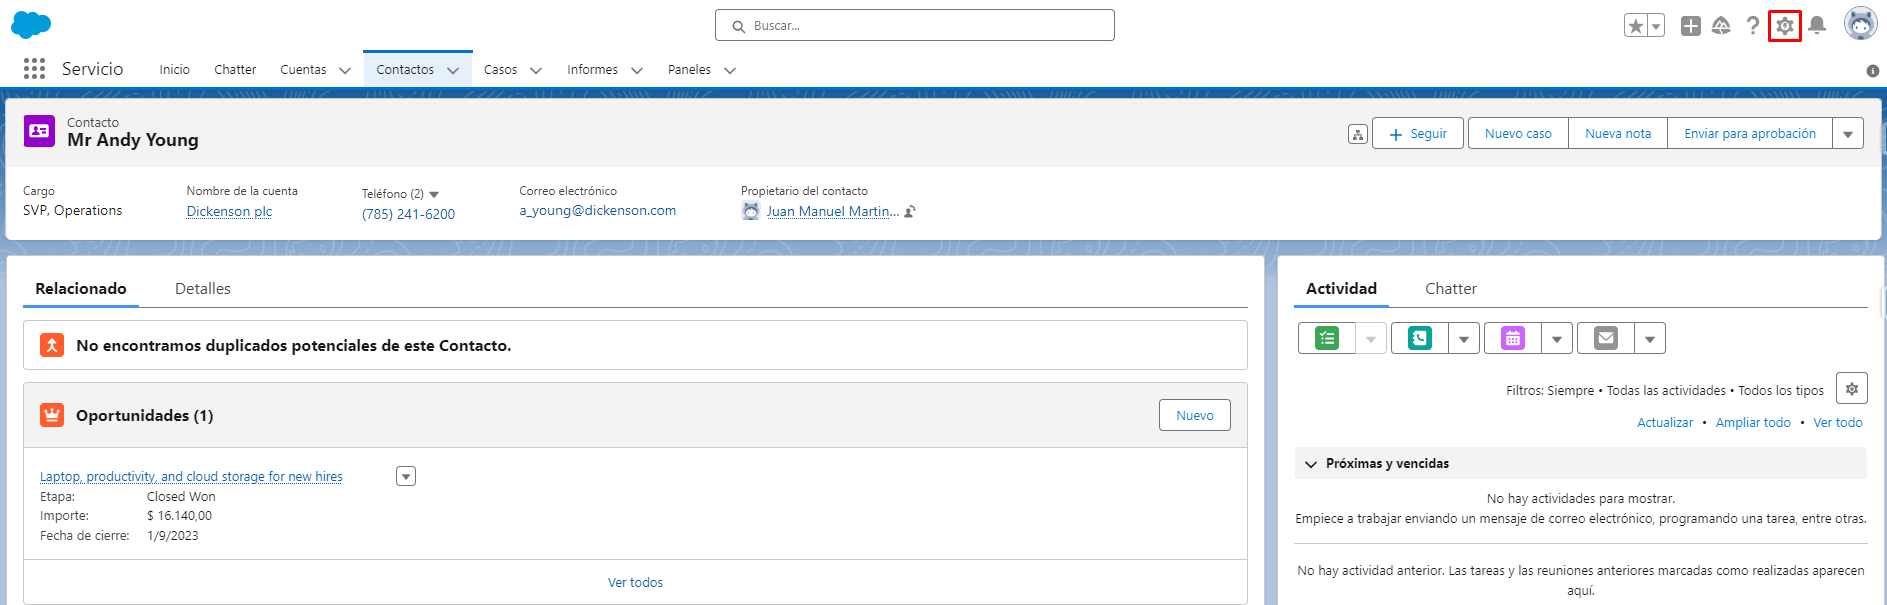 Buscar...
Servicio
Inicio
Chatter
Cuentas
Contactos
Casos
Informes
Paneles
Contacto
Mr Andy Young
Seguir
Nuevo caso
Nueva nota
Enviar para aprobación
Cargo
SVP, Operations
Nombre de la cuenta
Dickenson plc
Teléfono (2)
(785) 241-6200
Correo electrónico
a_young@dickenson.com
Propietario del contacto
Juan Manuel Martin...
Relacionado
Detalles
No encontramos duplicados potenciales de este Contacto.
Oportunidades (1)
Nuevo
Laptop, productivity, and cloud storage for new hires
Etapa: Closed Won
Importe: $ 16.140,00
Fecha de cierre: 1/9/2023
Ver todos
Actividad
Chatter
Filtros: Siempre • Todas las actividades • Todos los tipos
Actualizar • Ampliar todo • Ver todo
Próximas y vencidas
No hay actividades para mostrar.
Empiece a trabajar enviando un mensaje de correo electrónico, programando una tarea, entre otras.
No hay actividad anterior. Las tareas y las reuniones anteriores marcadas como realizadas aparecen
aquí.